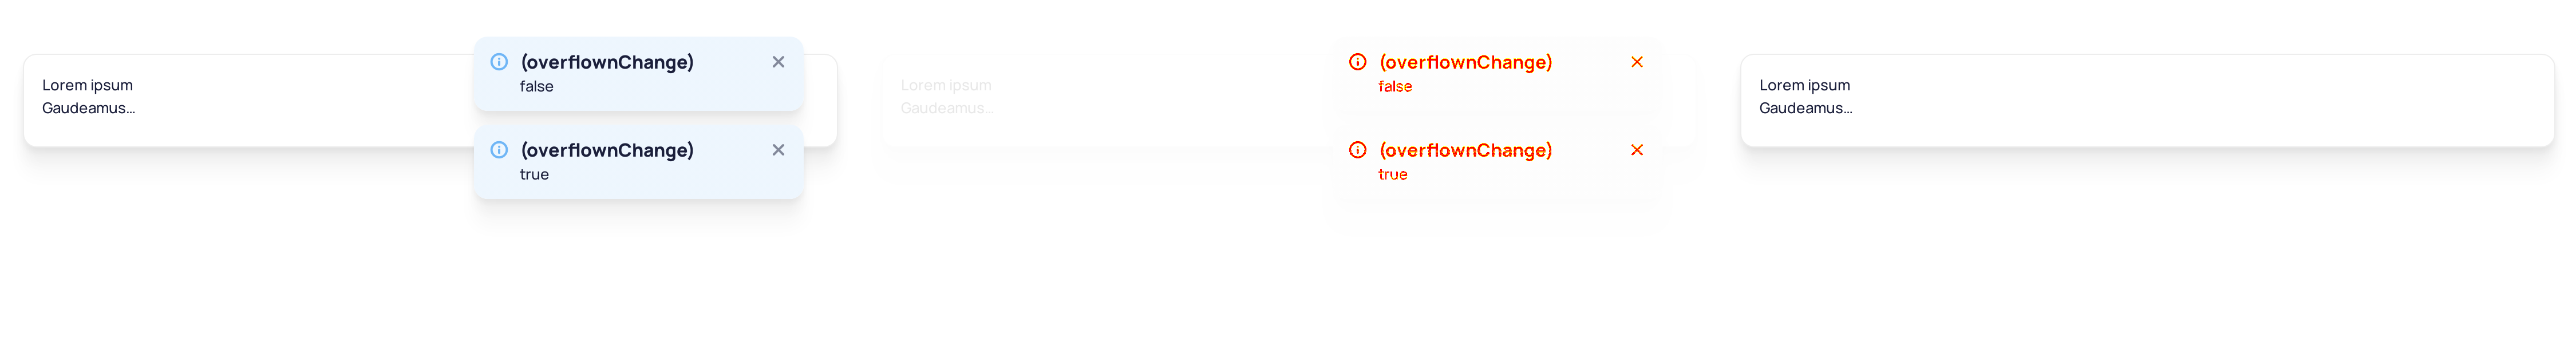 Lorem ipsum
Gaudeamus...
(overflownChange)
false
(overflownChange)
true
Lorem ipsum
Gaudeamus...
(overflownChange)
false
(overflownChange)
true
Lorem ipsum
Gaudeamus...